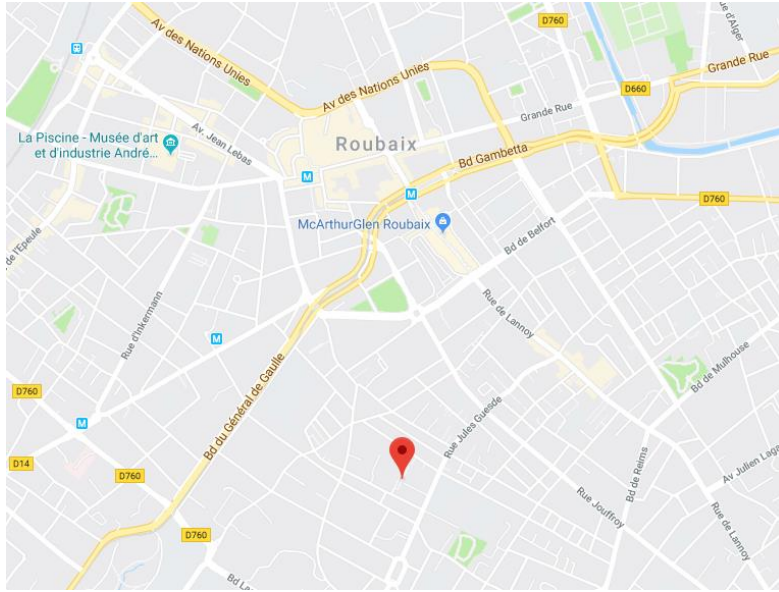 D760
e d'Alger
Av des Nations Unies
Av des Nations Unies
Grande Rue
D660
Grande Rue
La Piscine - Musée d'art
et d'industrie André...
Av. Jean Lebas
Roubaix
Bd Gambetta
M
M
D760
McArthurGlen Roubaix
Bd de Belfort
de l'Epeule
Rue d'Inkermann
Rue de Lannoy
M
Bd de Mulhouse
Bd du Général de Gaulle
D760
M
Rue Jules Guesde
D14
D760
Bd de Reims
Av Julien Laga
Rue Jouffroy
Rue de Lannoy
D760
Bd La